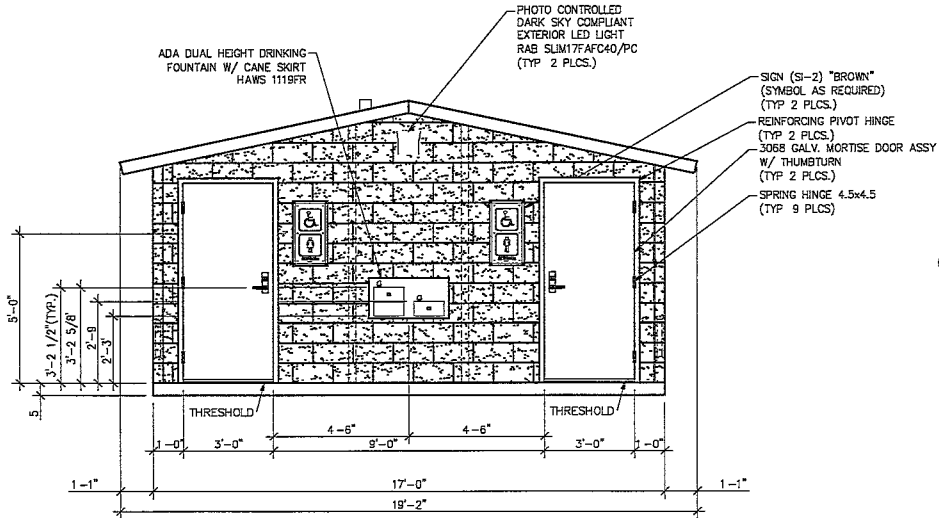 PHOTO CONTROLLED
DARK SKY COMPLIANT
EXTERIOR LED LIGHT
RAB SLIM17FAFC40/PC
(TYP 2 PLCS.)
ADA DUAL HEIGHT DRINKING
FOUNTAIN W/ CANE SKIRT
HAWS 1119FR
SIGN (SI-2) "BROWN"
(SYMBOL AS REQUIRED)
(TYP 2 PLCS.)
REINFORCING PIVOT HINGE
(TYP 2 PLCS.)
3068 GALV. MORTISE DOOR ASSY
W/ THUMBTURN
(TYP 2 PLCS.)
SPRING HINGE 4.5x4.5
(TYP 9 PLCS)
5'-0"
3'-2 1/2"(TYP.)
3'-2 5/8'
2'-9
2'-3'
5
THRESHOLD
THRESHOLD
4-6"
4-6"
1-0"
3'-0"
9'-0"
3'-0"
1-0"
1-1"
17'-0"
1-1"
19'-2"